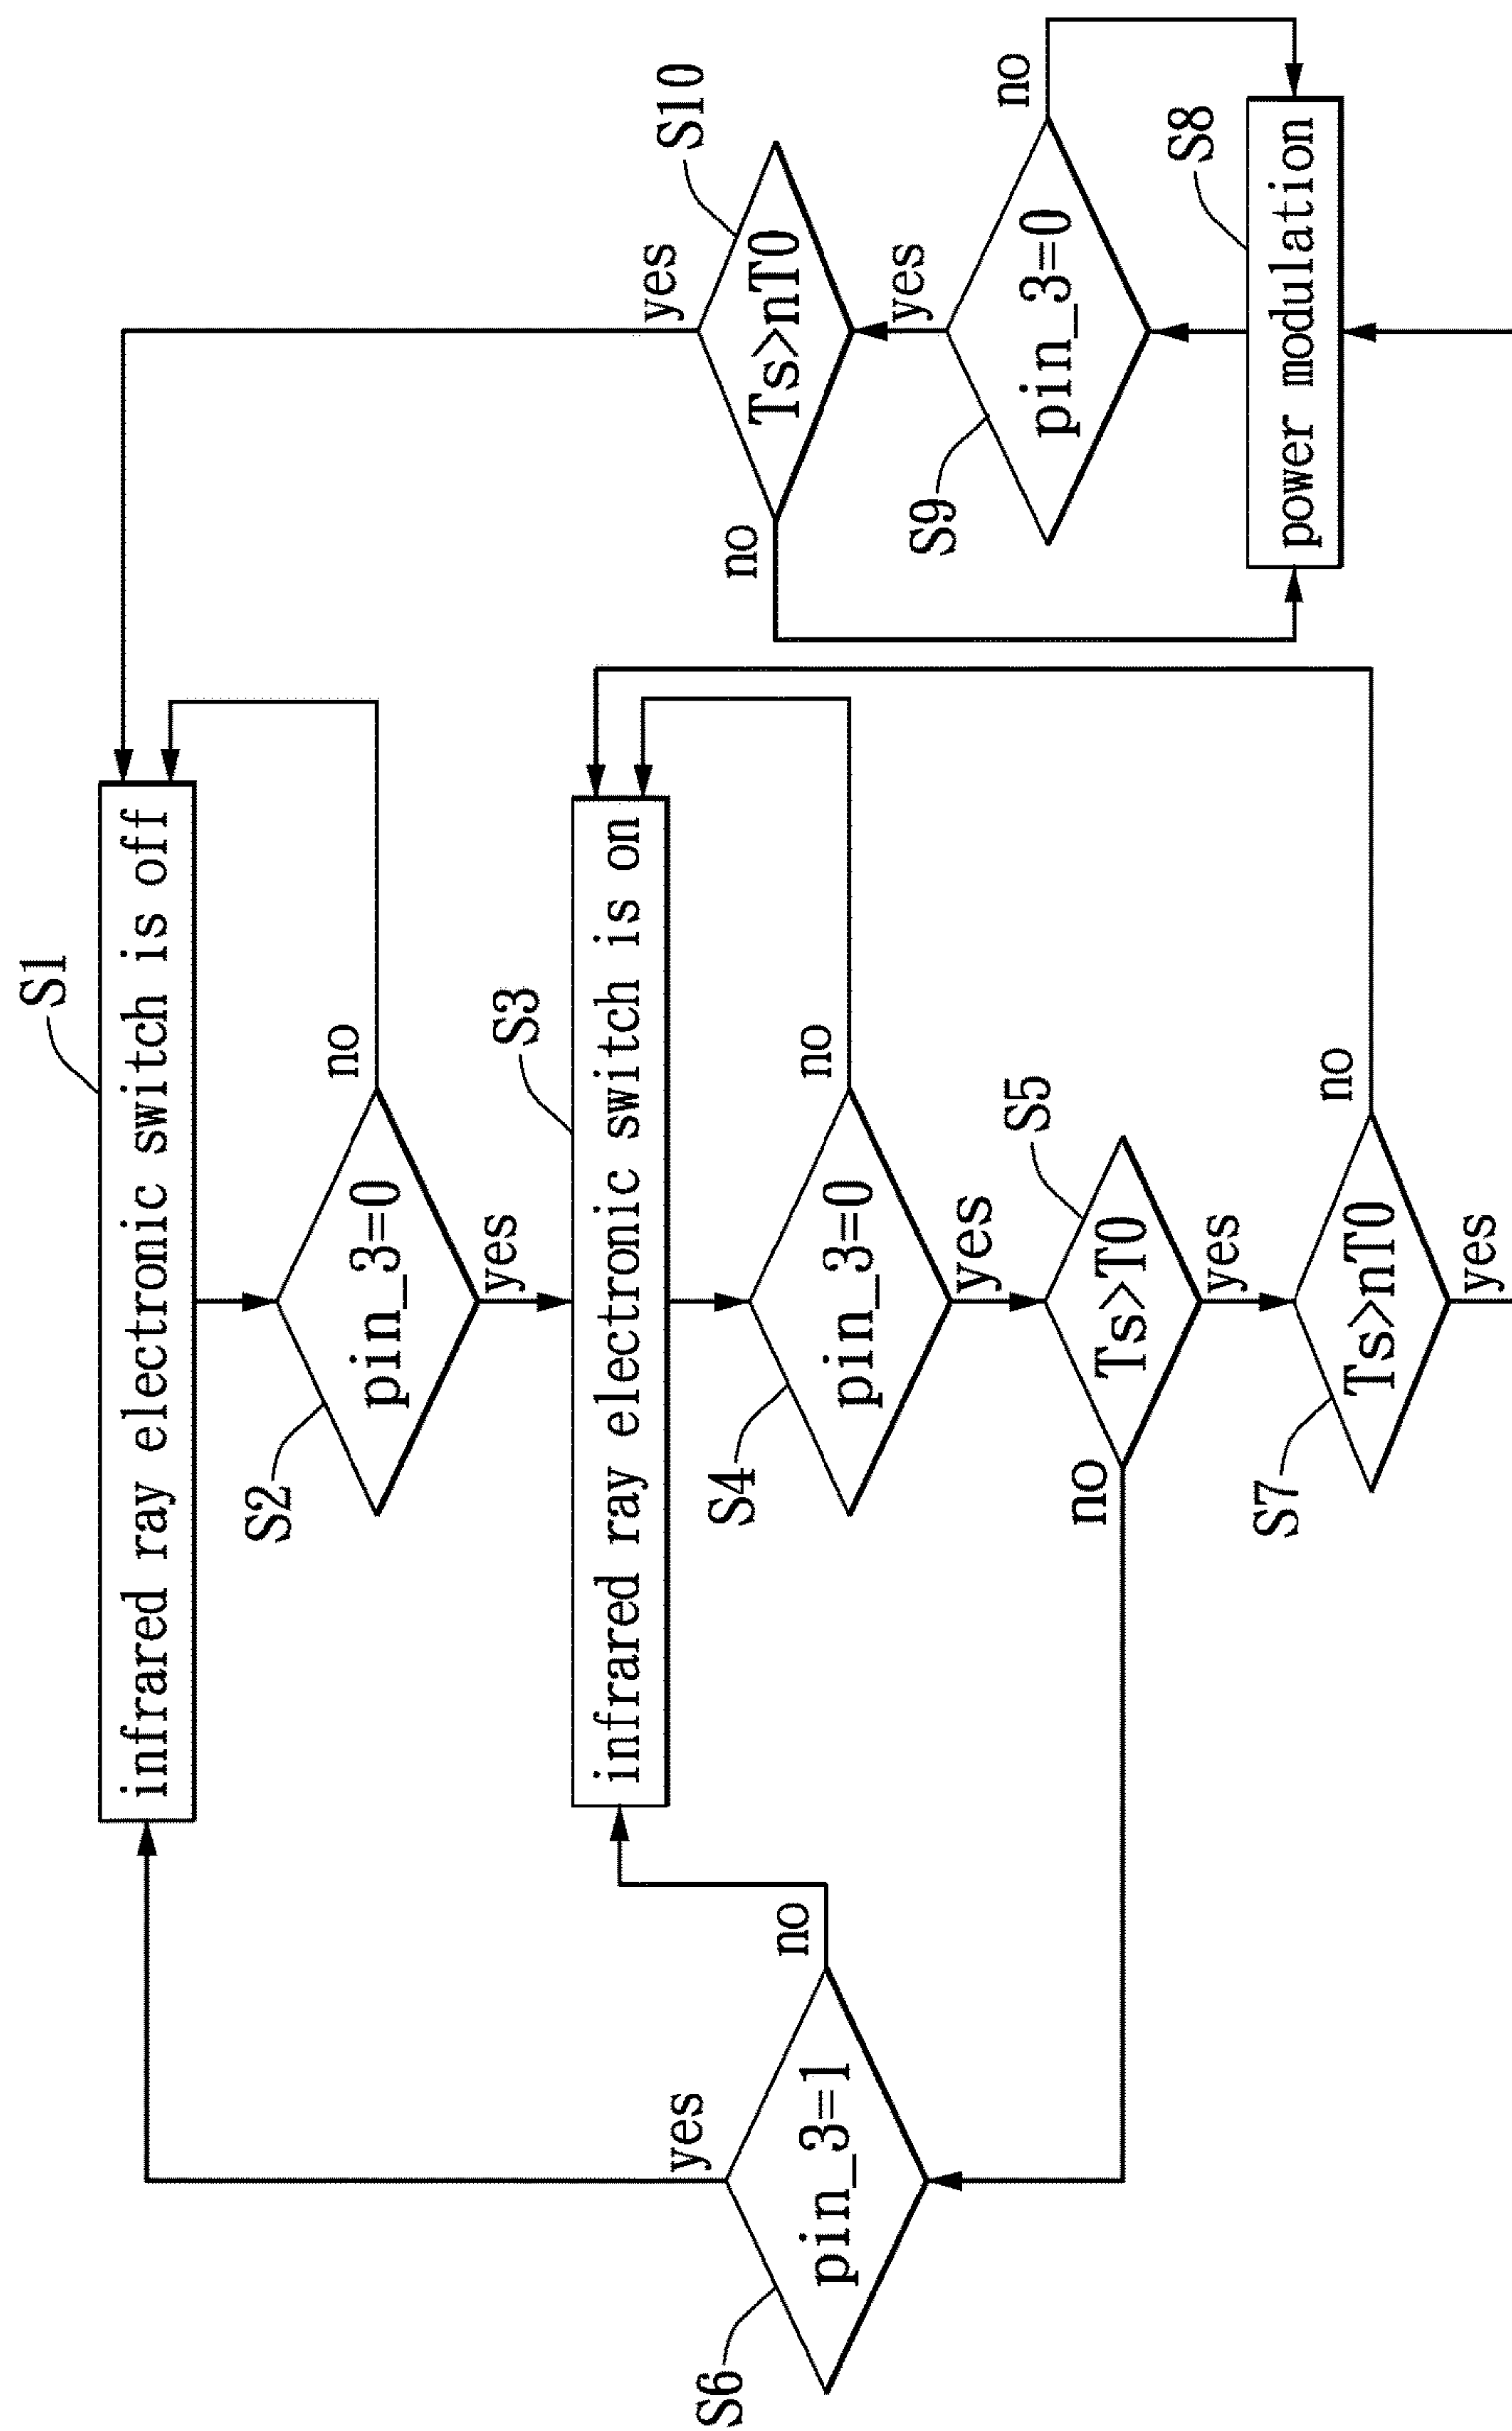 S1
infrared ray electronic switch is off
S2
pin_3=0
no
yes
S3
infrared ray electronic switch is on
S4
pin_3=0
no
yes
S5
Ts>T0
no
yes
S6
pin_3=1
yes
no
S7
Ts>nT0
no
yes
S8
power modulation
S9
pin_3=0
no
yes
S10
Ts>nT0
no
yes